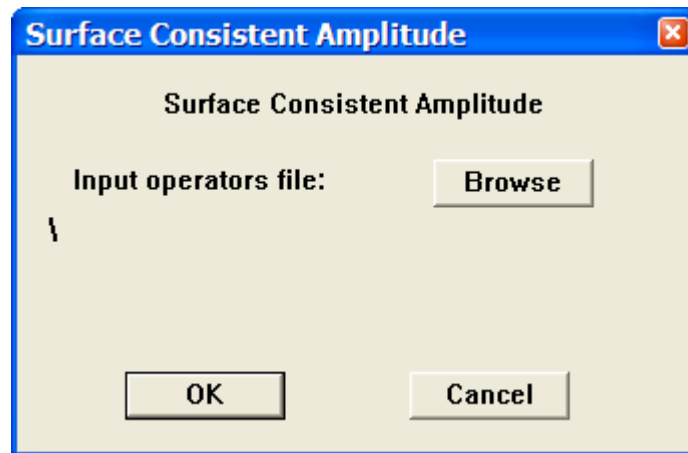 Surface Consistent Amplitude
Surface Consistent Amplitude
Input operators file: Browse
\
OK Cancel